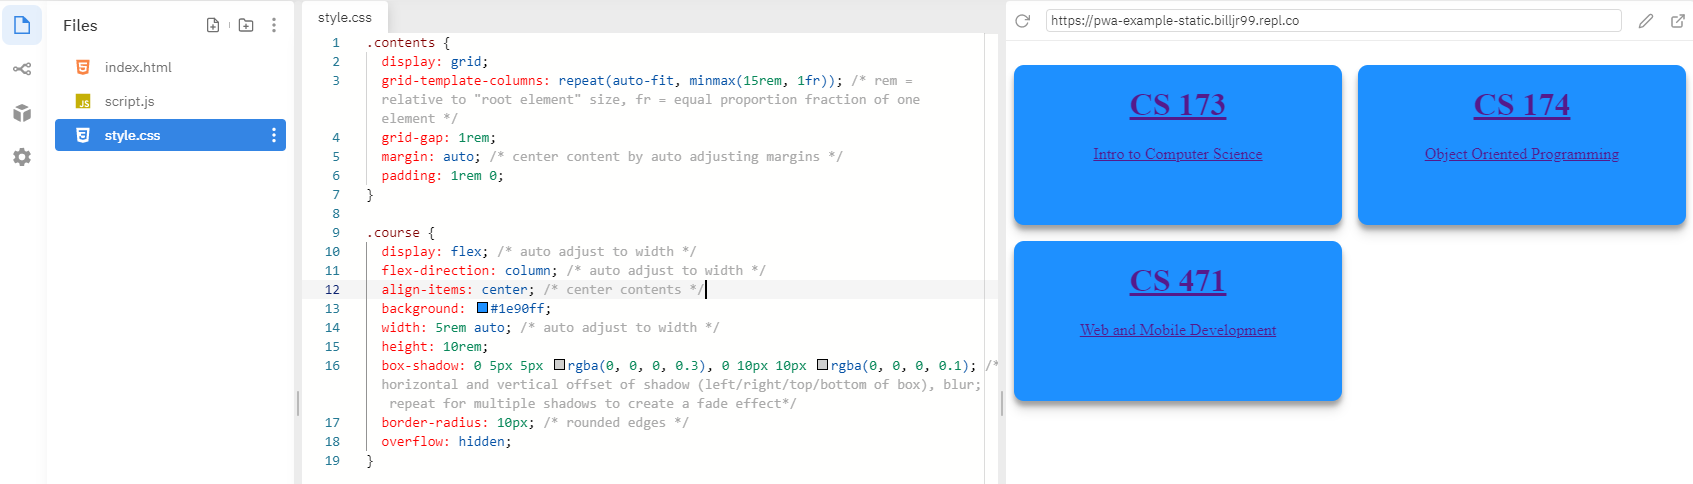 Files
index.html
script.js
style.css
style.css
1 .contents {
2 display: grid;
3 grid-template-columns: repeat(auto-fit, minmax(15rem, 1fr)); /* rem =
relative to "root element" size, fr = equal proportion fraction of one
element */
4 grid-gap: 1rem;
5 margin: auto; /* center content by auto adjusting margins */
6 padding: 1rem 0;
7 }
8
9 .course {
10 display: flex; /* auto adjust to width */
11 flex-direction: column; /* auto adjust to width */
12 align-items: center; /* center contents */
13 background: #1e90ff;
14 width: 5rem auto; /* auto adjust to width */
15 height: 10rem;
16 box-shadow: 0 5px 5px rgba(0, 0, 0, 0.3), 0 10px 10px rgba(0, 0, 0, 0.1); /*
horizontal and vertical offset of shadow (left/right/top/bottom of box), blur;
repeat for multiple shadows to create a fade effect*/
17 border-radius: 10px; /* rounded edges */
18 overflow: hidden;
19 }
https://pwa-example-static.billjr99.repl.co
CS 173
Intro to Computer Science
CS 174
Object Oriented Programming
CS 471
Web and Mobile Development